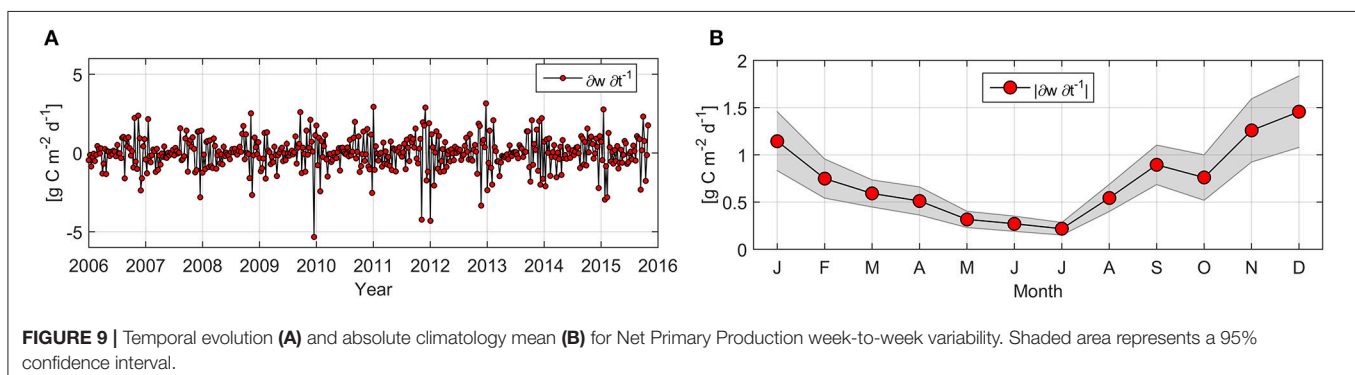 A
5
0
-5
[g C m-2 d-1]
∂w ∂t-1
2006 2007 2008 2009 2010 2011 2012 2013 2014 2015 2016
Year
B
2
1.5
1
0.5
0
[g C m-2 d-1]
|∂w ∂t-1|
J F M A M J J A S O N D
Month
FIGURE 9 | Temporal evolution (A) and absolute climatology mean (B) for Net Primary Production week-to-week variability. Shaded area represents a 95%
confidence interval.